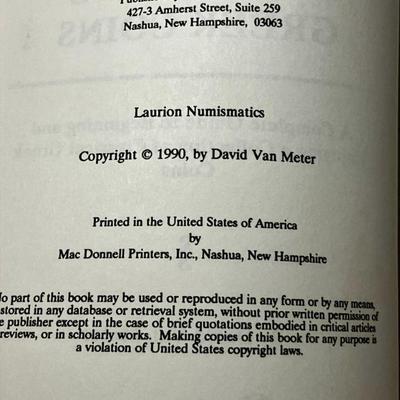 427-3 Amherst Street, Suite 259
Nashua, New Hampshire, 03063
Laurion Numismatics
Copyright © 1990, by David Van Meter
Printed in the United States of America
by
Mac Donnell Printers, Inc., Nashua, New Hampshire
No part of this book may be used or reproduced in any form or by any means,
stored in any database or retrieval system, without prior written permission of
e publisher except in the case of brief quotations embodied in critical articles
reviews, or in scholarly works. Making copies of this book for any purpose is
a violation of United States copyright laws.